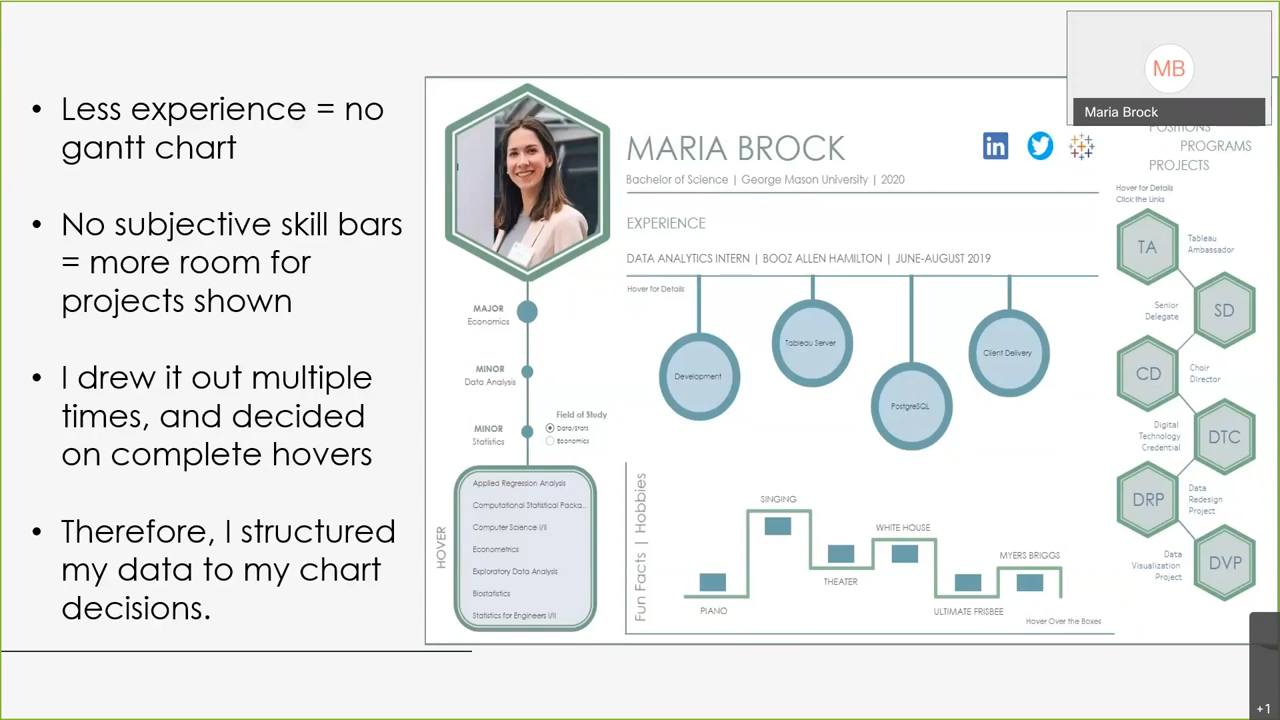 • Less experience = no
gantt chart
• No subjective skill bars
= more room for
projects shown
• I drew it out multiple
times, and decided
on complete hovers
• Therefore, I structured
my data to my chart
decisions.
MB
Maria Brock
MARIA BROCK
in
Bachelor of Science | George Mason University | 2020
EXPERIENCE
DATA ANALYTICS INTERN | BOOZ ALLEN HAMILTON | JUNE-AUGUST 2019
Hover for Details
Development
Tableau Server
PostgreSQL
Client Delivery
MAJOR
Economics
MINOR
Data Analysis
MINOR
Statistics
Field of Study
Data/Stats
Economics
HOVER
Applied Regression Analysis
Computational Statistical Packa..
Computer Science I/II
Econometrics
Exploratory Data Analysis
Biostatistics
Statistics for Engineers I/II
Fun Facts | Hobbies
PIANO
SINGING
THEATER
WHITE HOUSE
ULTIMATE FRISBEE
MYERS BRIGGS
Hover Over the Boxes
POSITIONS
PROGRAMS
PROJECTS
Hover for Details
Click the Links
TA
Tableau
Ambassador
Senior
Delegate
SD
CD
Choir
Director
Digital
Technology
Credential
DTC
DRP
Data
Redesign
Project
Data
Visualization
Project
DVP
+1